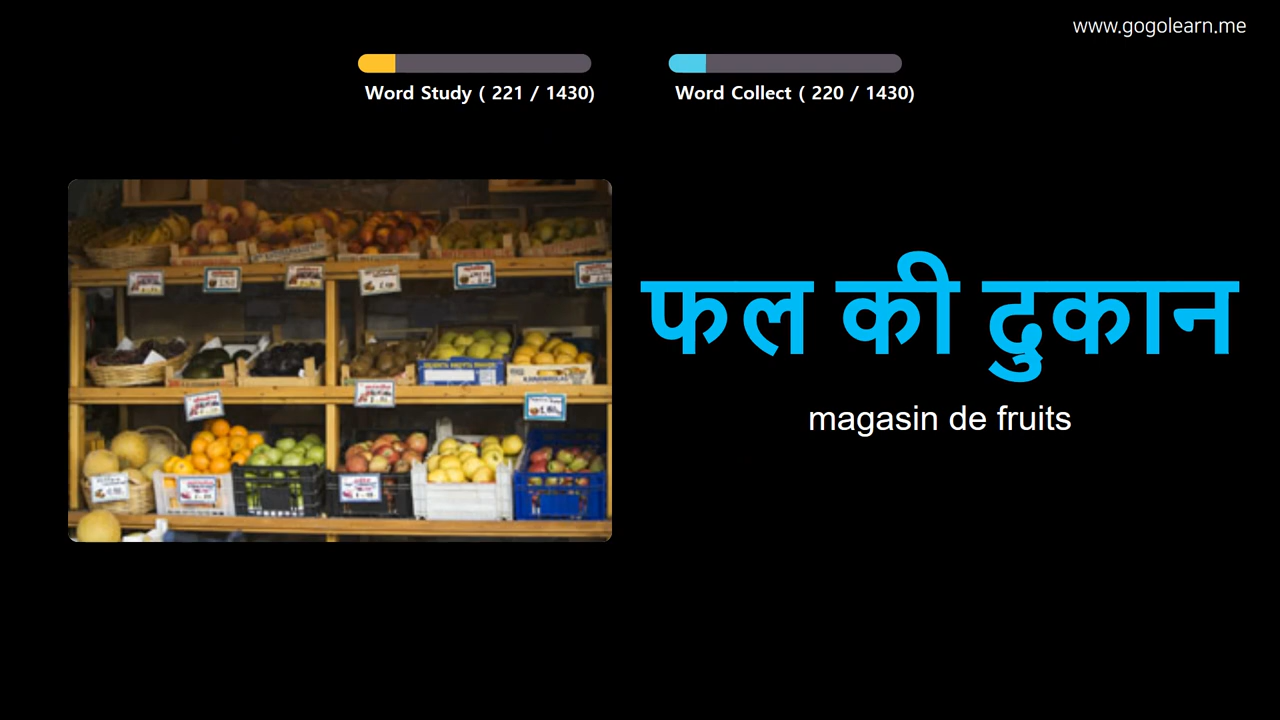 www.gogolearn.me
Word Study ( 221 / 1430)
Word Collect ( 220 / 1430)
फल की दुकान
magasin de fruits